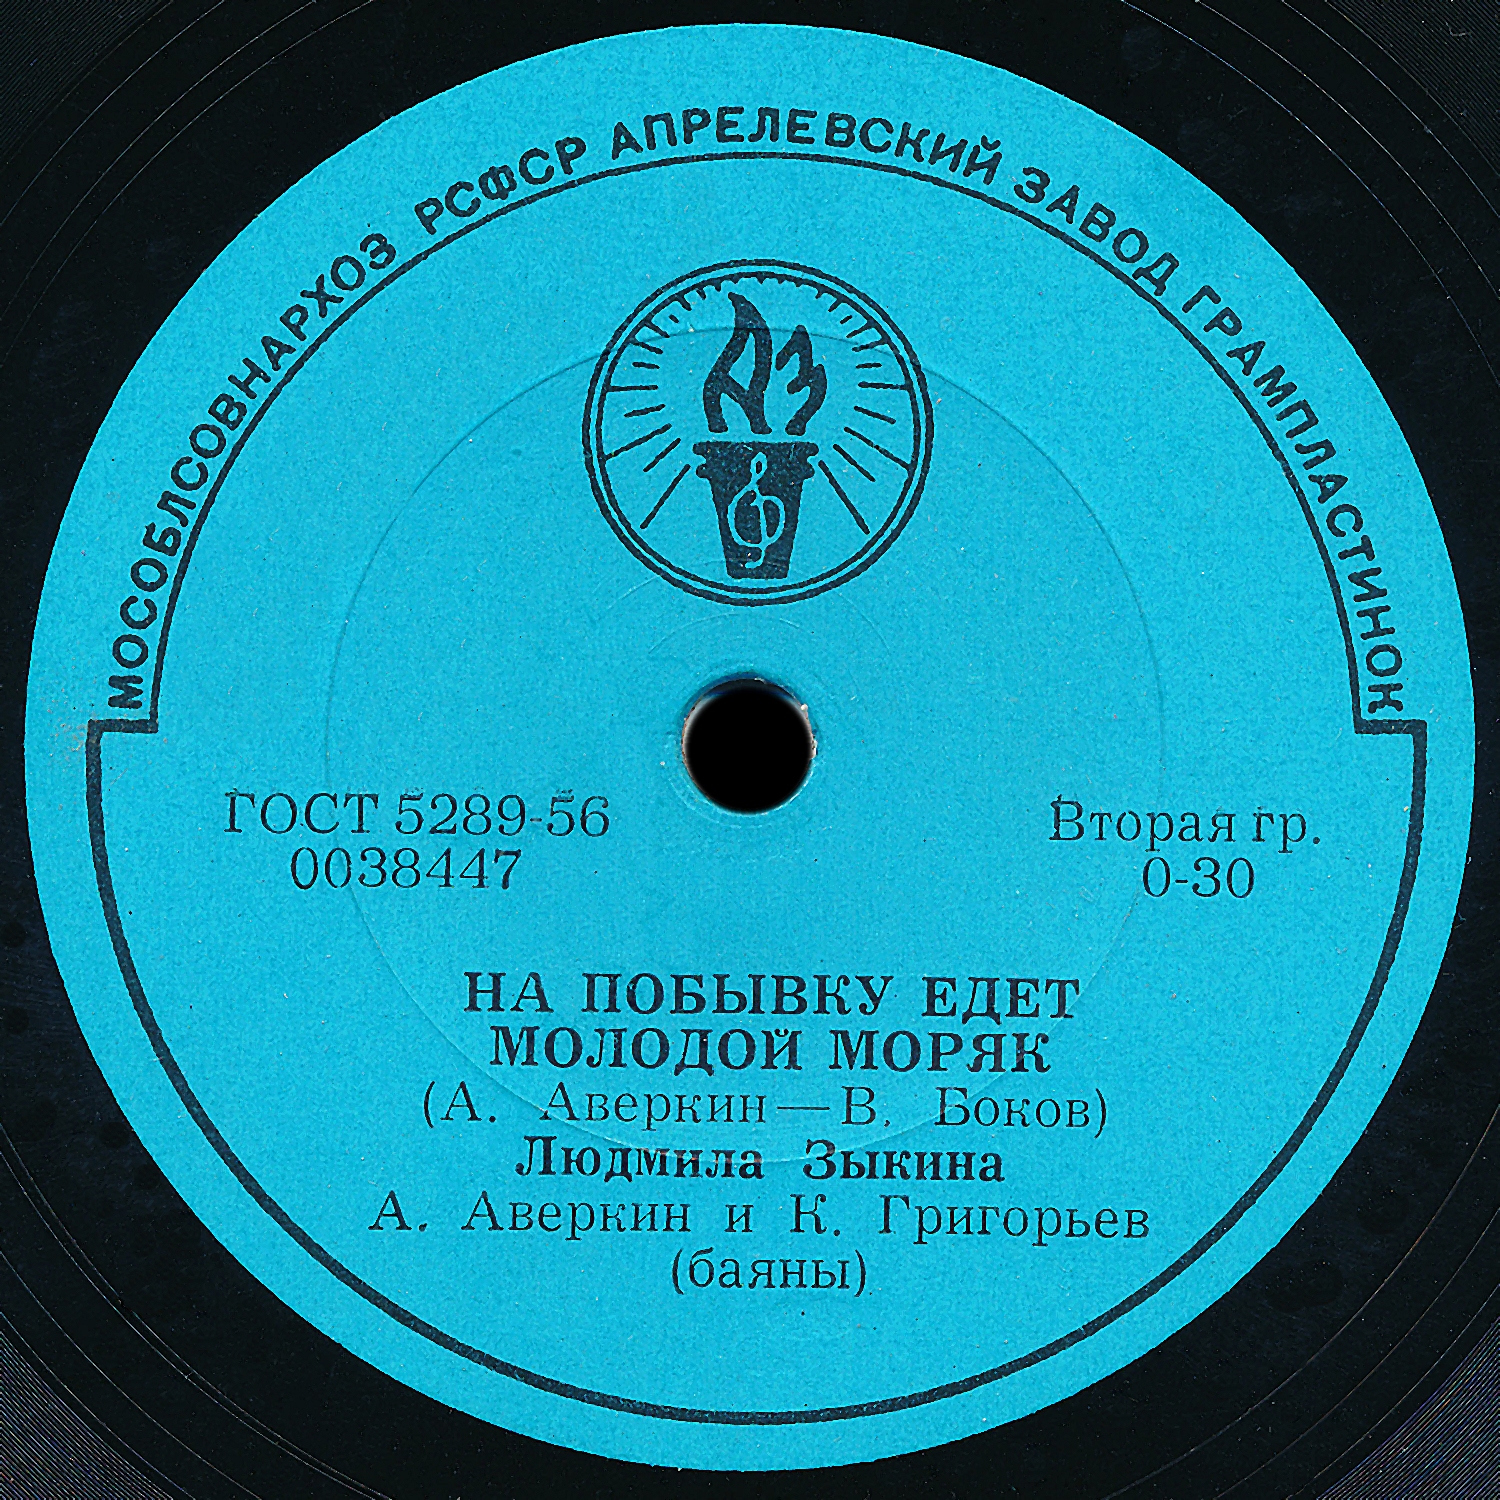 МОСОБЛСОВНАРХОЗ РСФСР АПРЕЛЕВСКИЙ ЗАВОД ГРАМПЛАСТИНОК
АЗ
ГОСТ 5289-56
0038447
Вторая гр.
0-30
НА ПОБЫВКУ ЕДЕТ
МОЛОДОЙ МОРЯК
(А. Аверкин — В. Боков)
Людмила Зыкина
А. Аверкин и К. Григорьев
(баяны)